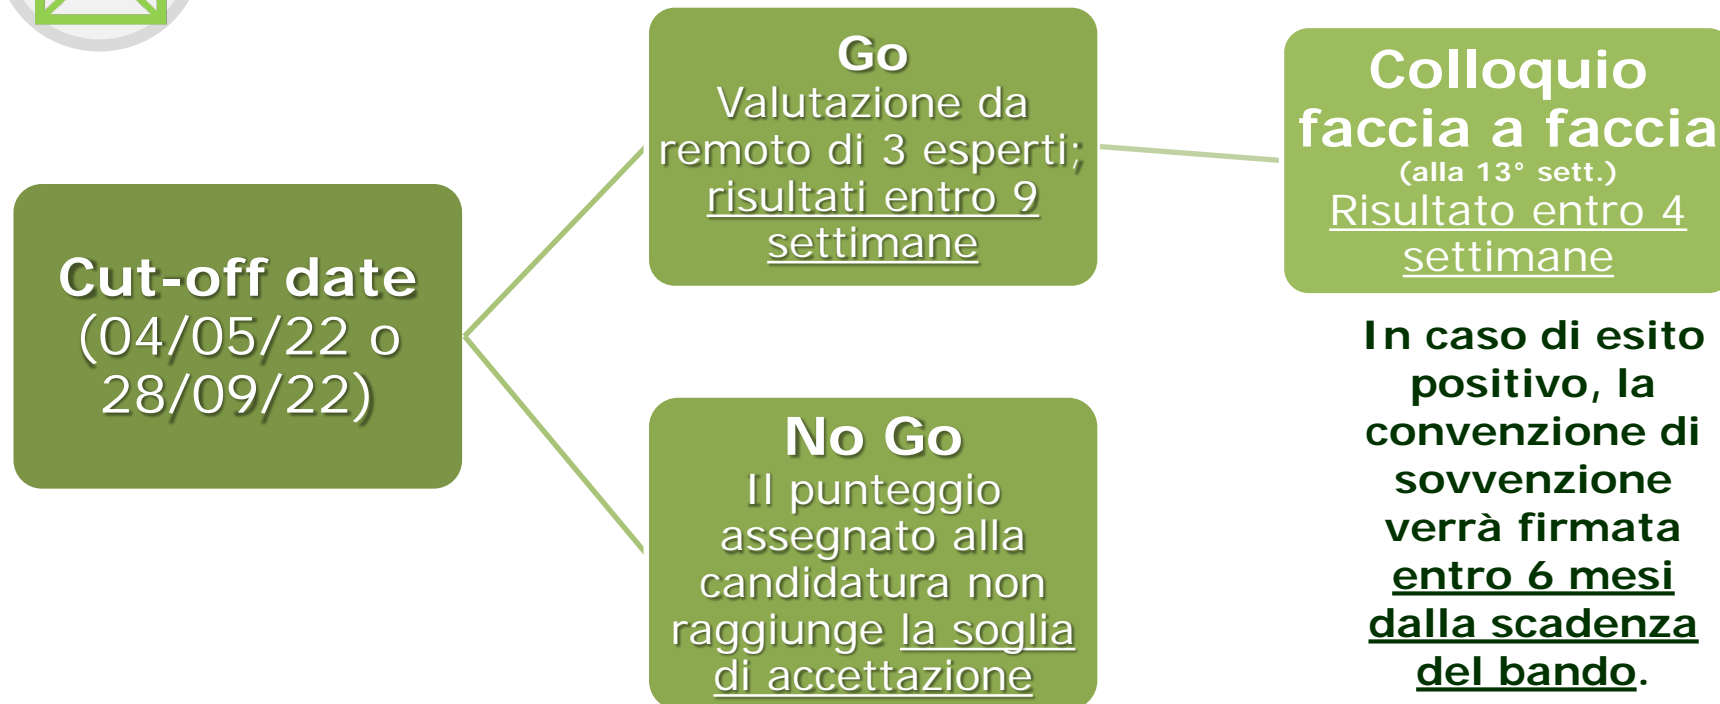 Cut-off date
(04/05/22 o
28/09/22)
Go
Valutazione da
remoto di 3 esperti;
risultati entro 9
settimane
No Go
Il punteggio
assegnato alla
candidatura non
raggiunge la soglia
di accettazione
Colloquio
faccia a faccia
(alla 13° sett.)
Risultato entro 4
settimane
In caso di esito
positivo, la
convenzione di
sovvenzione
verrà firmata
entro 6 mesi
dalla scadenza
del bando.